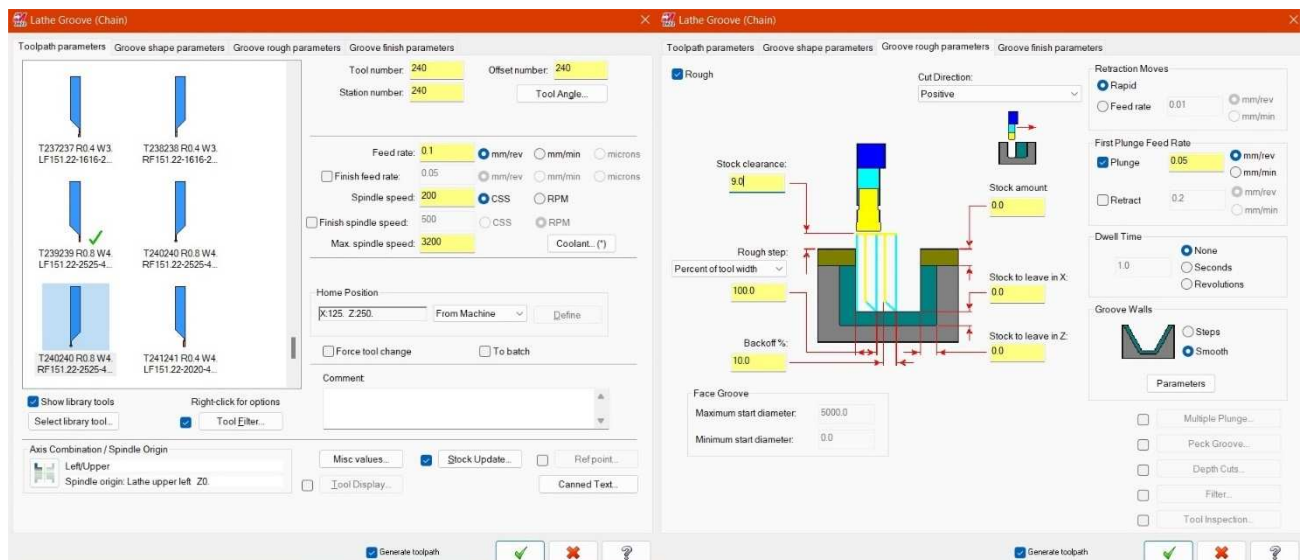 Lathe Groove (Chain)
Toolpath parameters Groove shape parameters Groove rough parameters Groove finish parameters
T237237 R0.4 W3.
LF151.22-1616-2...
T238238 R0.4 W3.
RF151.22-1616-2...
T239239 R0.8 W4.
LF151.22-2525-4...
T240240 R0.8 W4.
RF151.22-2525-4...
T240240 R0.8 W4.
RF151.22-2525-4...
T241241 R0.4 W4.
LF151.22-2020-4...
Show library tools
Right-click for options
Select library tool...
Tool Filter...
Axis Combination / Spindle Origin
Left/Upper
Spindle origin: Lathe upper left Z0.
Tool number: 240
Offset number: 240
Station number: 240
Tool Angle...
Feed rate: 0.1 mm/rev mm/min microns
Finish feed rate: 0.05 mm/rev mm/min microns
Spindle speed: 200 CSS RPM
Finish spindle speed: 500 CSS RPM
Max. spindle speed: 3200
Coolant... (*)
Home Position
X:125. Z:250.
From Machine
Define
Force tool change
To batch
Comment:
Misc values...
Stock Update...
Ref point...
Tool Display...
Canned Text...
Generate toolpath
Lathe Groove (Chain)
Toolpath parameters Groove shape parameters Groove rough parameters Groove finish parameters
Rough
Cut Direction:
Positive
Stock clearance:
9.0
Stock amount:
0.0
Rough step:
Percent of tool width
100.0
Stock to leave in X:
0.0
Backoff %:
10.0
Stock to leave in Z:
0.0
Face Groove
Maximum start diameter: 5000.0
Minimum start diameter: 0.0
Retraction Moves
Rapid
Feed rate 0.01 mm/rev
mm/min
First Plunge Feed Rate
Plunge 0.05 mm/rev
mm/min
Retract 0.2 mm/rev
mm/min
Dwell Time
None
1.0 Seconds
Revolutions
Groove Walls
Steps
Smooth
Parameters
Multiple Plunge...
Peck Groove...
Depth Cuts...
Filter...
Tool Inspection...
Generate toolpath